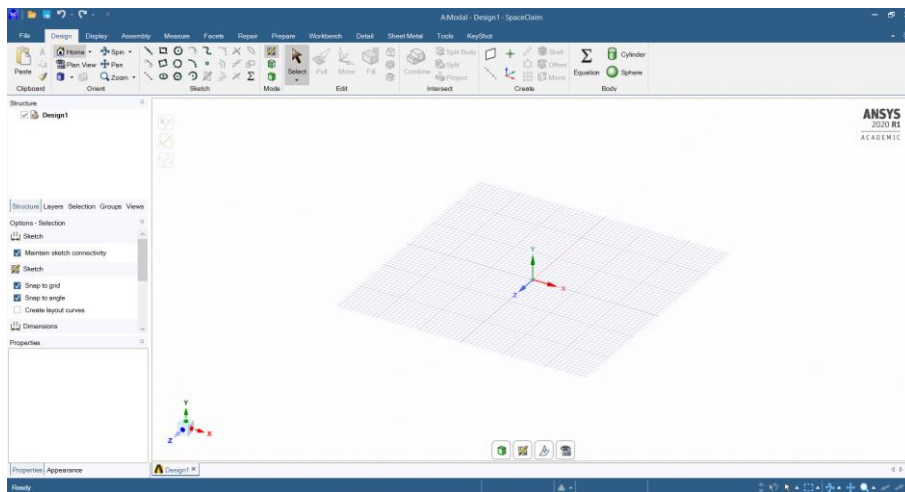 A:Modal - Design1 - SpaceClaim
File Design Display Assembly Measure Facets Repair Prepare Workbench Detail Sheet Metal Tools KeyShot
Home Spin Split Body Shell Cylinder
Paste Plan View Pan Select Pull Move Fill Combine Split Offset Equation Sphere
Zoom Project Mirror
Clipboard Orient Sketch Mode Edit Intersect Create Body
Structure
Design1
ANSYS
2020 R1
ACADEMIC
Structure Layers Selection Groups Views
Options - Selection
Sketch
Maintain sketch connectivity
Sketch
Snap to grid
Snap to angle
Create layout curves
Dimensions
Properties
Y
X
Z
Y
X
Z
Properties Appearance Design1
Ready